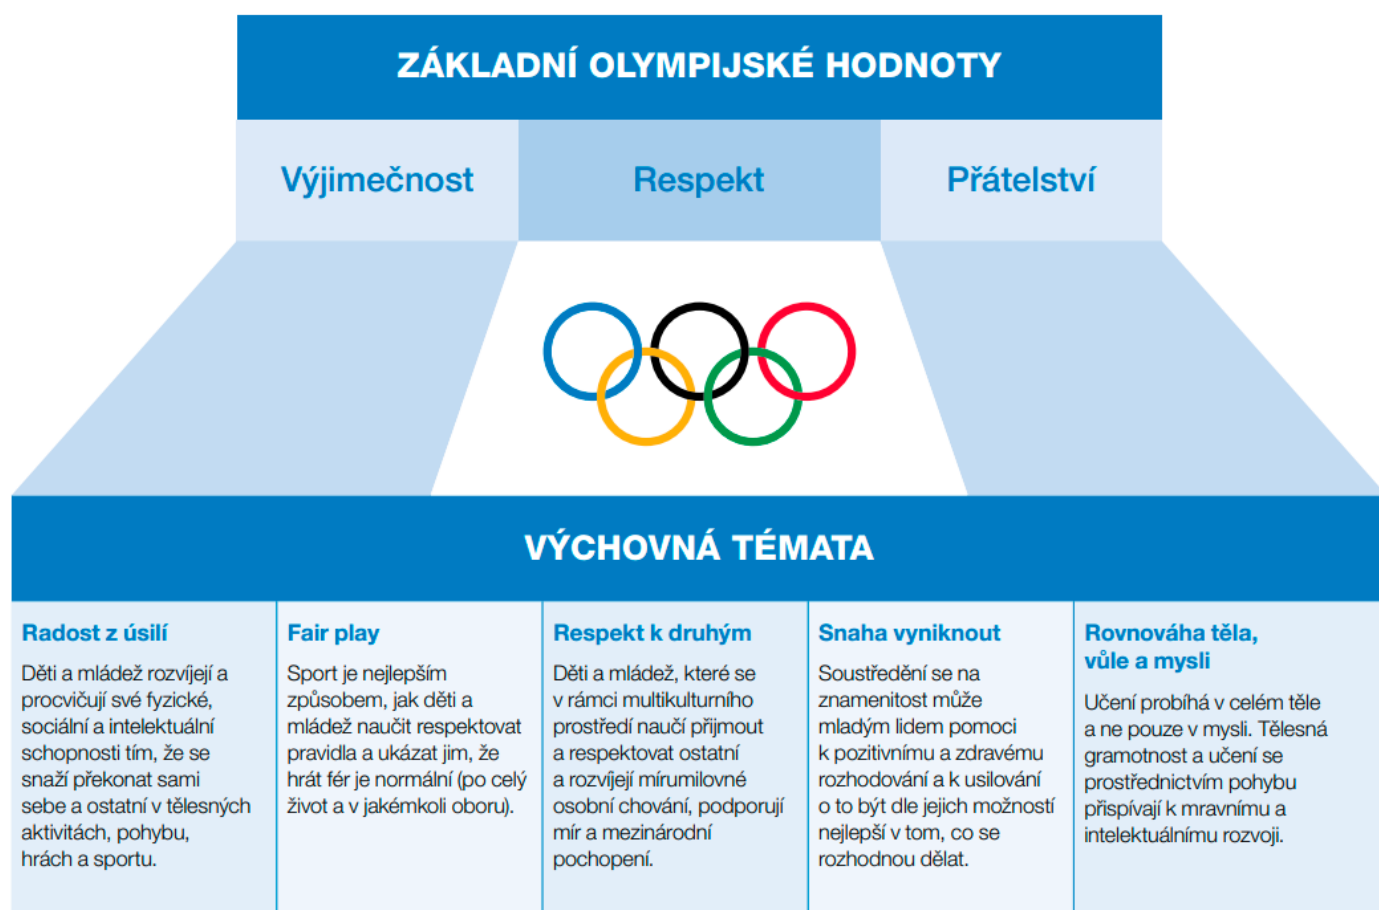 ZÁKLADNÍ OLYMPIJSKÉ HODNOTY
Výjimečnost
Respekt
Přátelství
VÝCHOVNÁ TÉMATA
Radost z úsilí
Děti a mládež rozvíjejí a
procvičují své fyzické,
sociální a intelektuální
schopnosti tím, že se
snaží překonat sami
sebe a ostatní v tělesných
aktivitách, pohybu,
hrách a sportu.
Fair play
Sport je nejlepším
způsobem, jak děti a
mládež naučit respektovat
pravidla a ukázat jim, že
hrát fér je normální (po celý
život a v jakémkoli oboru).
Respekt k druhým
Děti a mládež, které se
v rámci multikulturního
prostředí naučí přijmout
a respektovat ostatní
a rozvíjejí mírumilovné
osobní chování, podporují
mír a mezinárodní
pochopení.
Snaha vyniknout
Soustředění se na
znamenitost může
mladým lidem pomoci
k pozitivnímu a zdravému
rozhodování a k usilování
o to být dle jejich možností
nejlepší v tom, co se
rozhodnou dělat.
Rovnováha těla,
vůle a mysli
Učení probíhá v celém těle
a ne pouze v mysli. Tělesná
gramotnost a učení se
prostřednictvím pohybu
přispívají k mravnímu a
intelektuálnímu rozvoji.